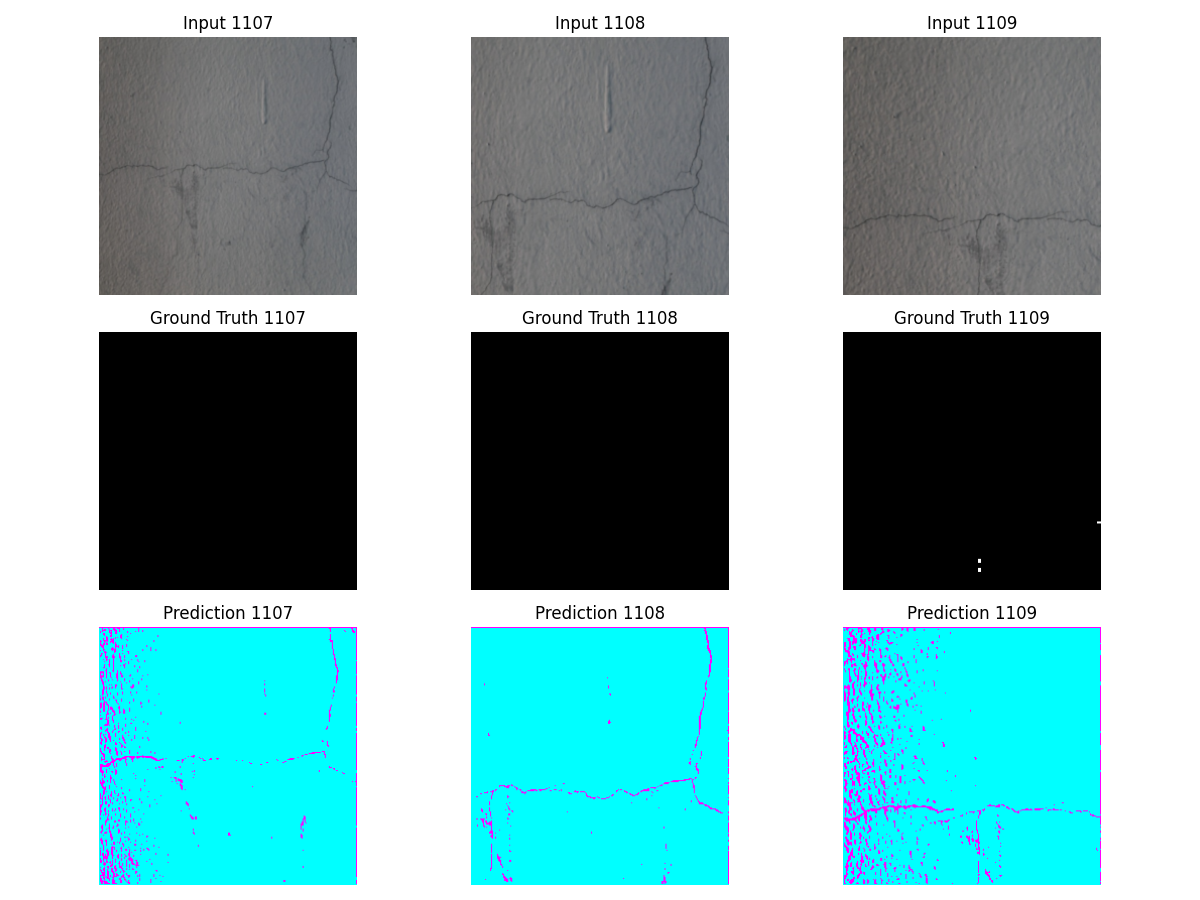 Input 1107
Input 1108
Input 1109
Ground Truth 1107
Ground Truth 1108
Ground Truth 1109
Prediction 1107
Prediction 1108
Prediction 1109